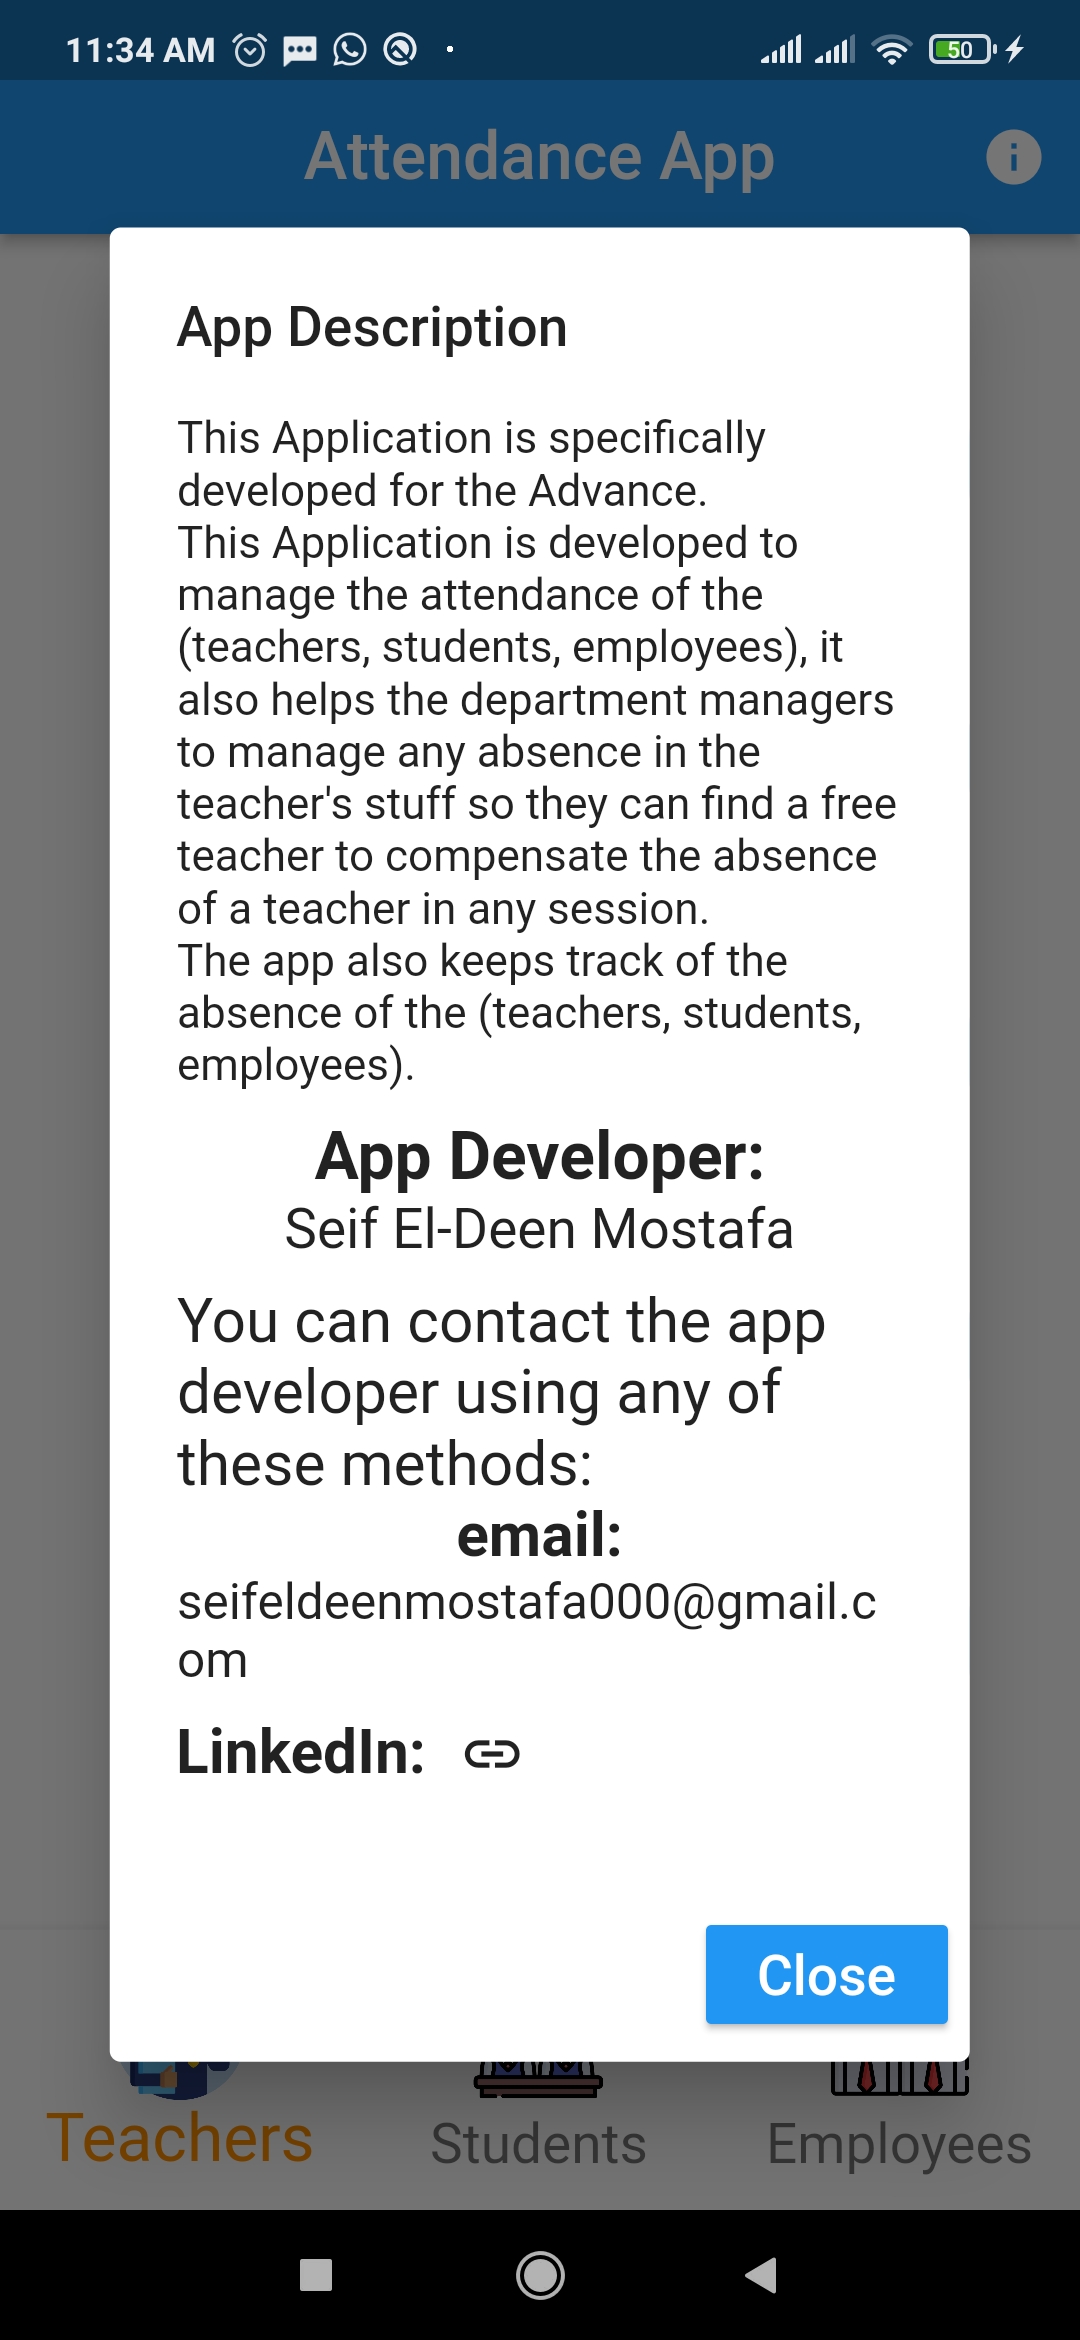 11:34 AM
50
Attendance App
App Description
This Application is specifically
developed for the Advance.
This Application is developed to
manage the attendance of the
(teachers, students, employees), it
also helps the department managers
to manage any absence in the
teacher's stuff so they can find a free
teacher to compensate the absence
of a teacher in any session.
The app also keeps track of the
absence of the (teachers, students,
employees).
App Developer:
Seif El-Deen Mostafa
You can contact the app
developer using any of
these methods:
email:
seifeldeenmostafa000@gmail.c
om
LinkedIn:
Close
Teachers
Students
Employees